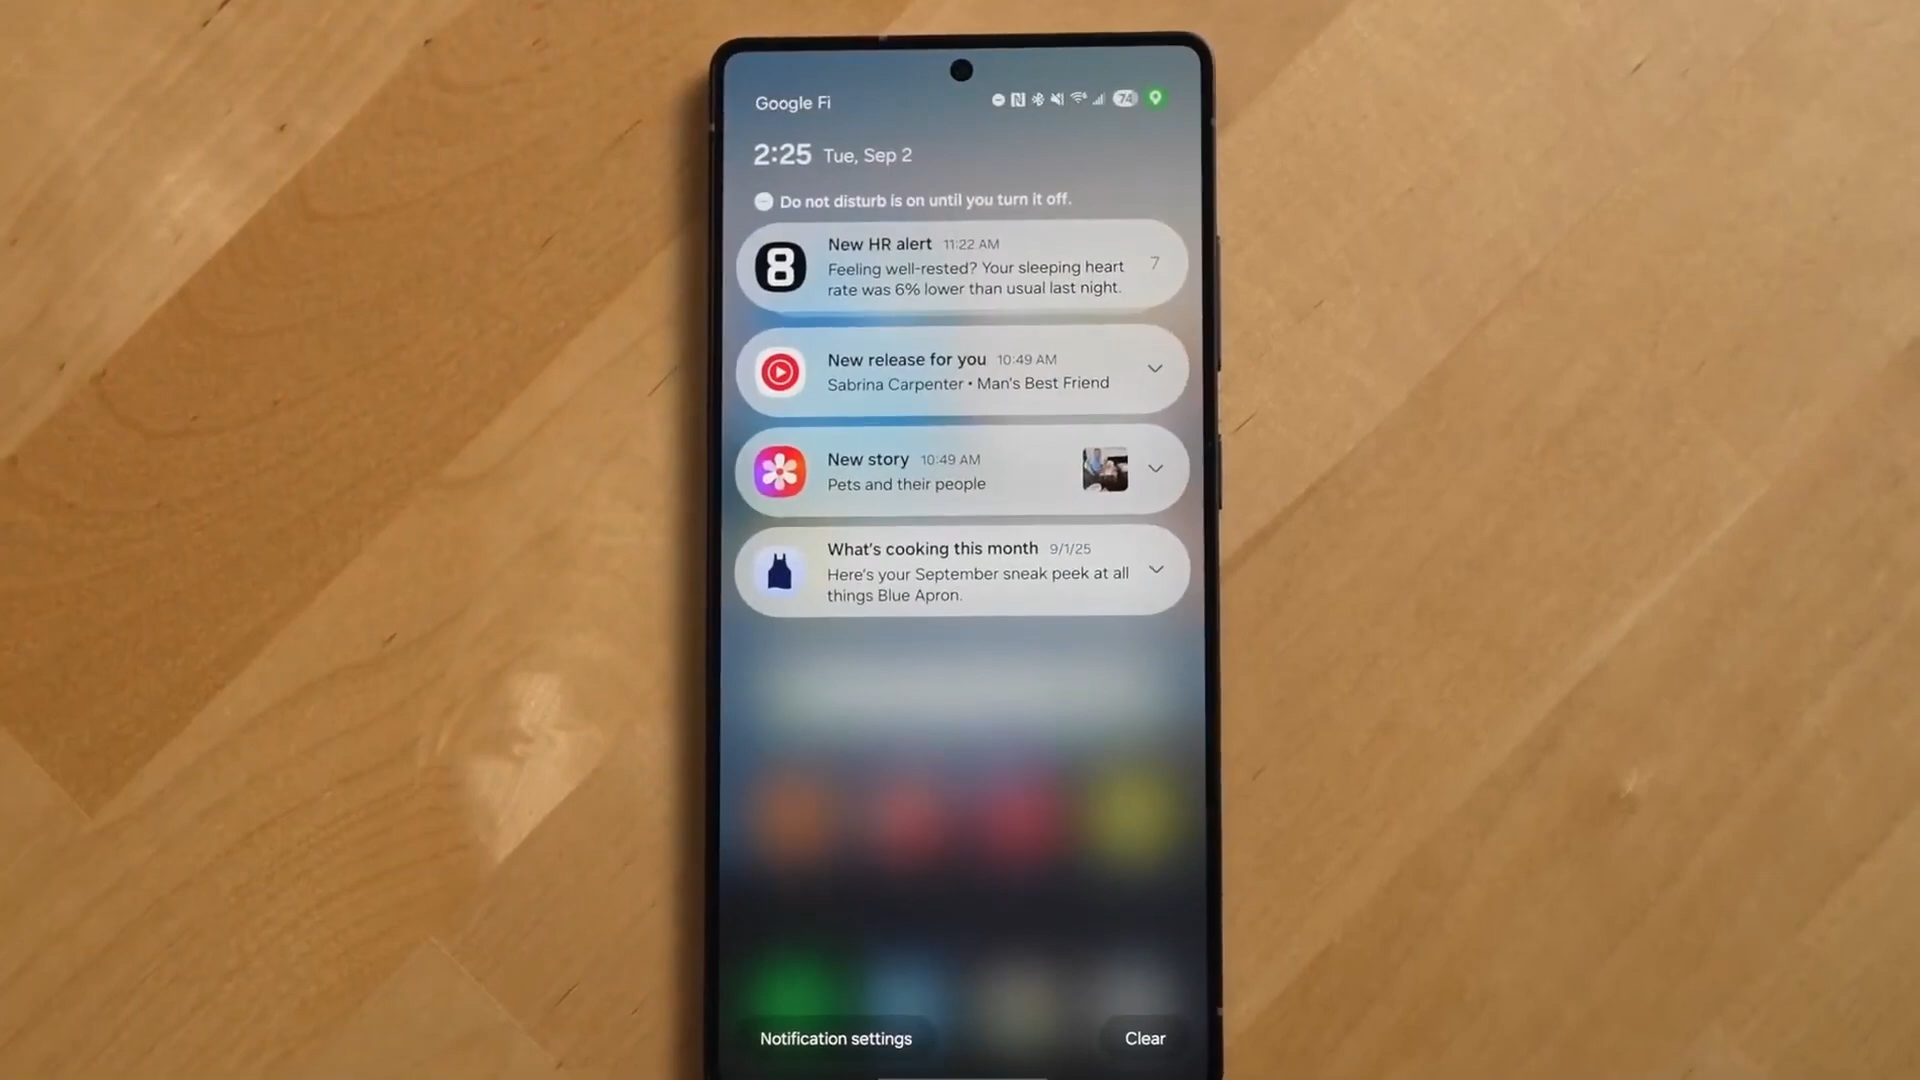 Google Fi
74
2:25 Tue, Sep 2
Do not disturb is on until you turn it off.
New HR alert 11:22 AM
Feeling well-rested? Your sleeping heart
rate was 6% lower than usual last night.
7
8
New release for you 10:49 AM
Sabrina Carpenter • Man's Best Friend
New story 10:49 AM
Pets and their people
What's cooking this month 9/1/25
Here's your September sneak peek at all
things Blue Apron.
Notification settings
Clear